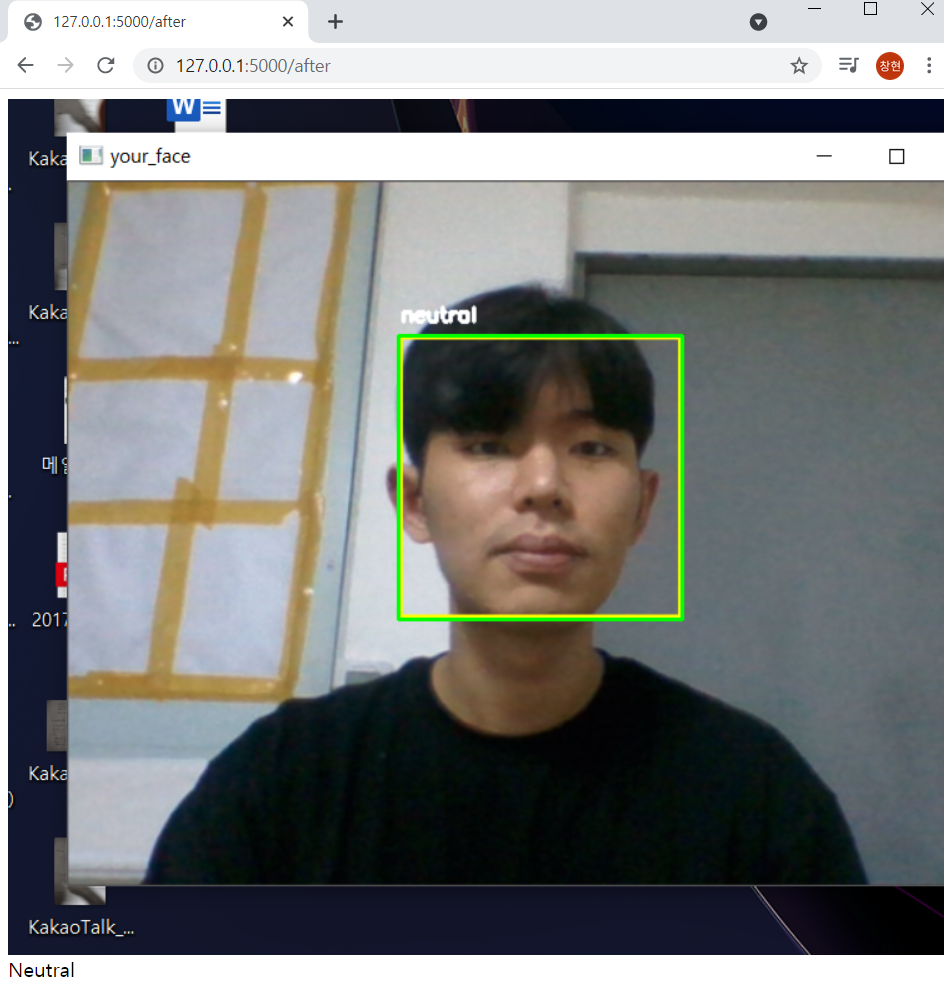 127.0.0.1:5000/after
127.0.0.1:5000/after
창현
W
your_face
Kaka
neutral
Kaka
...
메일
2017
Kaka
)
KakaoTalk_...
Neutral